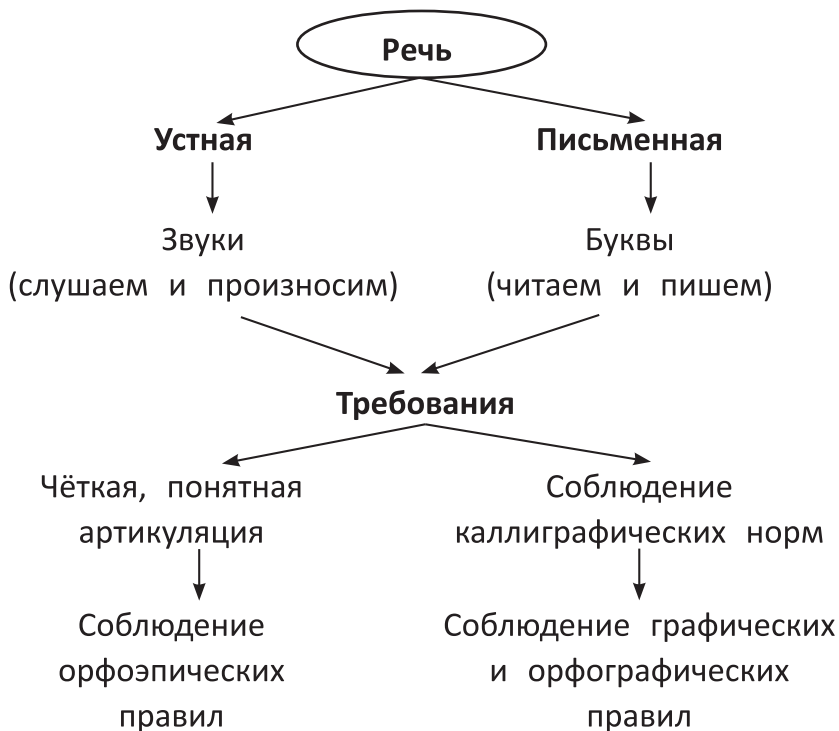 Речь
Устная
Письменная
Звуки
(слушаем и произносим)
Буквы
(читаем и пишем)
Требования
Чёткая, понятная
артикуляция
Соблюдение
каллиграфических норм
Соблюдение
орфоэпических
правил
Соблюдение графических
и орфографических
правил